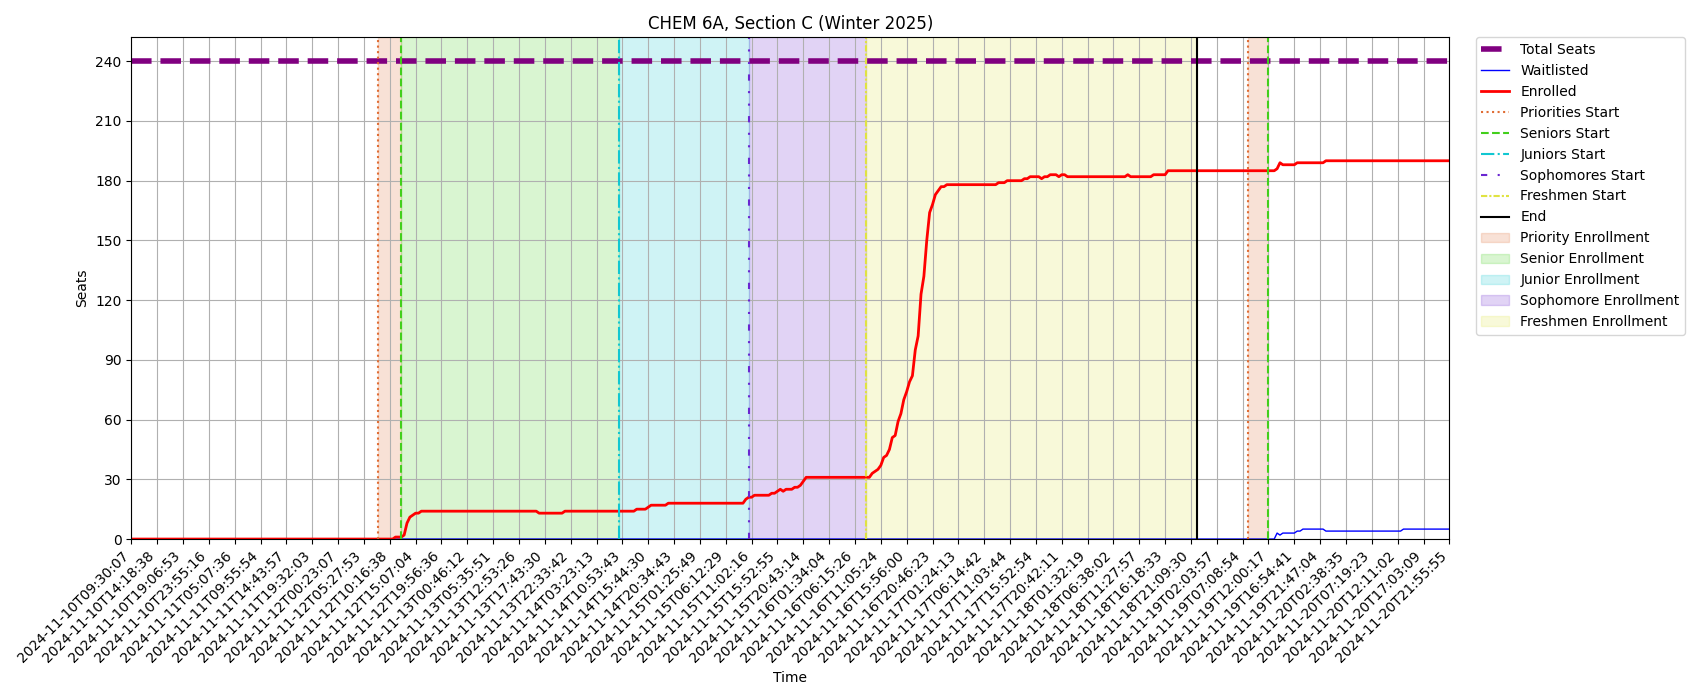 CHEM 6A, Section C (Winter 2025)
Total Seats
Waitlisted
Enrolled
Priorities Start
Seniors Start
Juniors Start
Sophomores Start
Freshmen Start
End
Priority Enrollment
Senior Enrollment
Junior Enrollment
Sophomore Enrollment
Freshmen Enrollment
Seats
240
210
180
150
120
90
60
30
0
2024-11-10T09:30:07
2024-11-10T14:18:38
2024-11-10T19:06:53
2024-11-10T23:55:16
2024-11-11T05:07:36
2024-11-11T09:55:54
2024-11-11T14:43:57
2024-11-11T19:32:03
2024-11-12T00:23:07
2024-11-12T05:27:53
2024-11-12T10:16:38
2024-11-12T15:07:04
2024-11-12T19:56:36
2024-11-13T00:46:12
2024-11-13T05:35:51
2024-11-13T12:53:26
2024-11-13T17:43:30
2024-11-13T22:33:42
2024-11-14T03:23:13
2024-11-14T10:53:43
2024-11-14T15:44:30
2024-11-14T20:34:43
2024-11-15T01:25:49
2024-11-15T06:12:29
2024-11-15T11:02:16
2024-11-15T15:52:55
2024-11-15T20:43:14
2024-11-16T01:34:04
2024-11-16T06:15:26
2024-11-16T11:05:24
2024-11-16T15:56:00
2024-11-16T20:46:23
2024-11-17T01:24:13
2024-11-17T06:14:42
2024-11-17T11:03:44
2024-11-17T15:52:54
2024-11-17T20:42:11
2024-11-18T01:32:19
2024-11-18T06:38:02
2024-11-18T11:27:57
2024-11-18T16:18:33
2024-11-18T21:09:30
2024-11-19T02:03:57
2024-11-19T07:08:54
2024-11-19T12:00:17
2024-11-19T16:54:41
2024-11-19T21:47:04
2024-11-20T02:38:35
2024-11-20T07:19:23
2024-11-20T12:11:02
2024-11-20T17:03:09
2024-11-20T21:55:55
Time